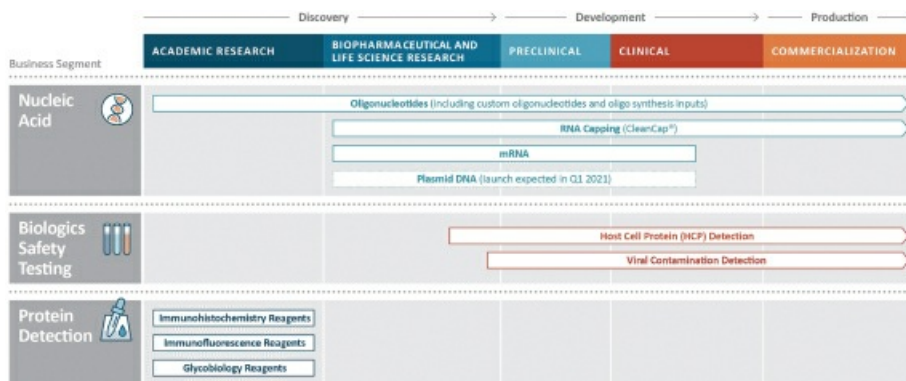 Discovery
Development
Production
Business Segment
ACADEMIC RESEARCH
BIOPHARMACEUTICAL AND
LIFE SCIENCE RESEARCH
PRECLINICAL
CLINICAL
COMMERCIALIZATION
Nucleic
Acid
Oligonucleotides (including custom oligonucleotides and oligo synthesis inputs)
RNA Capping (CleanCap®)
mRNA
Plasmid DNA (launch expected in Q1 2021)
Biologics
Safety
Testing
Host Cell Protein (HCP) Detection
Viral Contamination Detection
Protein
Detection
Immunohistochemistry Reagents
Immunofluorescence Reagents
Glycobiology Reagents